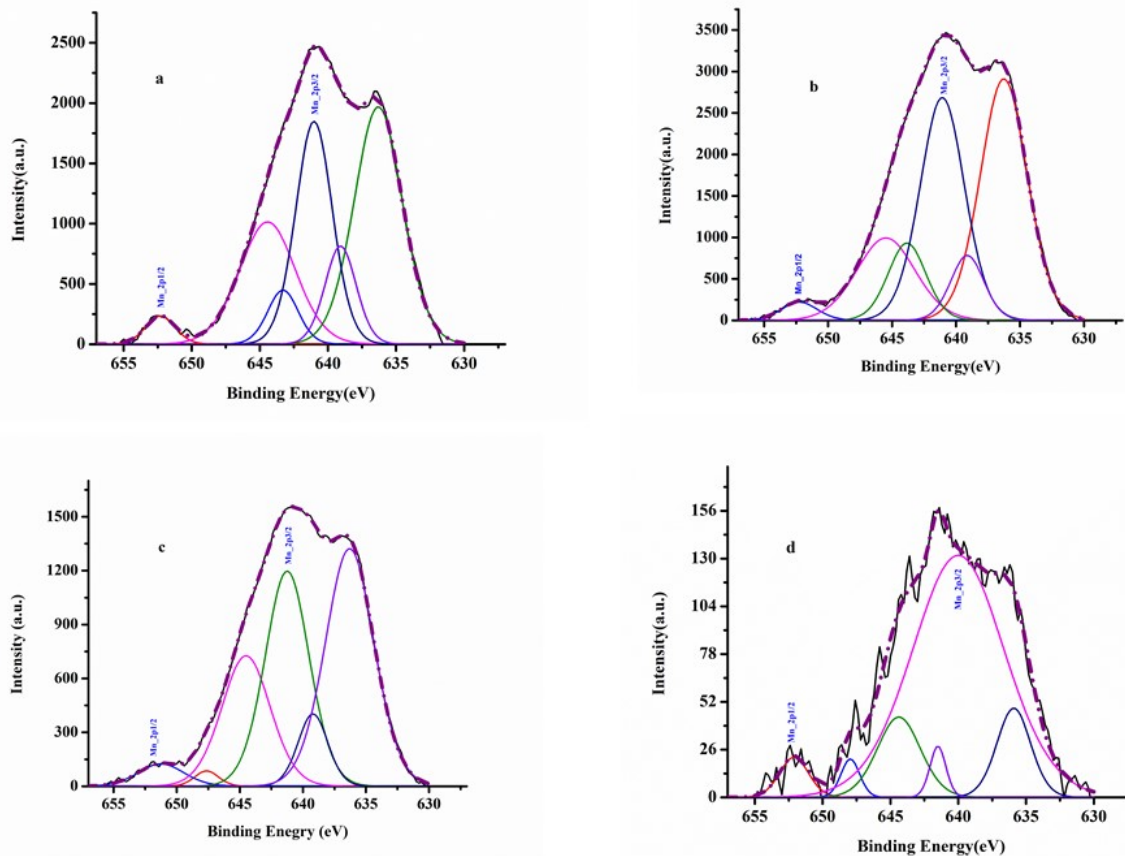 a
Intensity(a.u.)
2500
2000
1500
1000
500
0
Mn_2p1/2
Mn_2p3/2
655 650 645 640 635 630
Binding Energy(eV)
b
Intensity(a.u.)
3500
3000
2500
2000
1500
1000
500
0
Mn_2p1/2
Mn_2p3/2
655 650 645 640 635 630
Binding Energy(eV)
c
Intensity (a.u.)
1500
1200
900
600
300
0
Mn_2p1/2
Mn_2p3/2
655 650 645 640 635 630
Binding Enegry (eV)
d
Intensity(a.u.)
156
130
104
78
52
26
0
Mn_2p1/2
Mn_2p3/2
655 650 645 640 635 630
Binding Energy(eV)